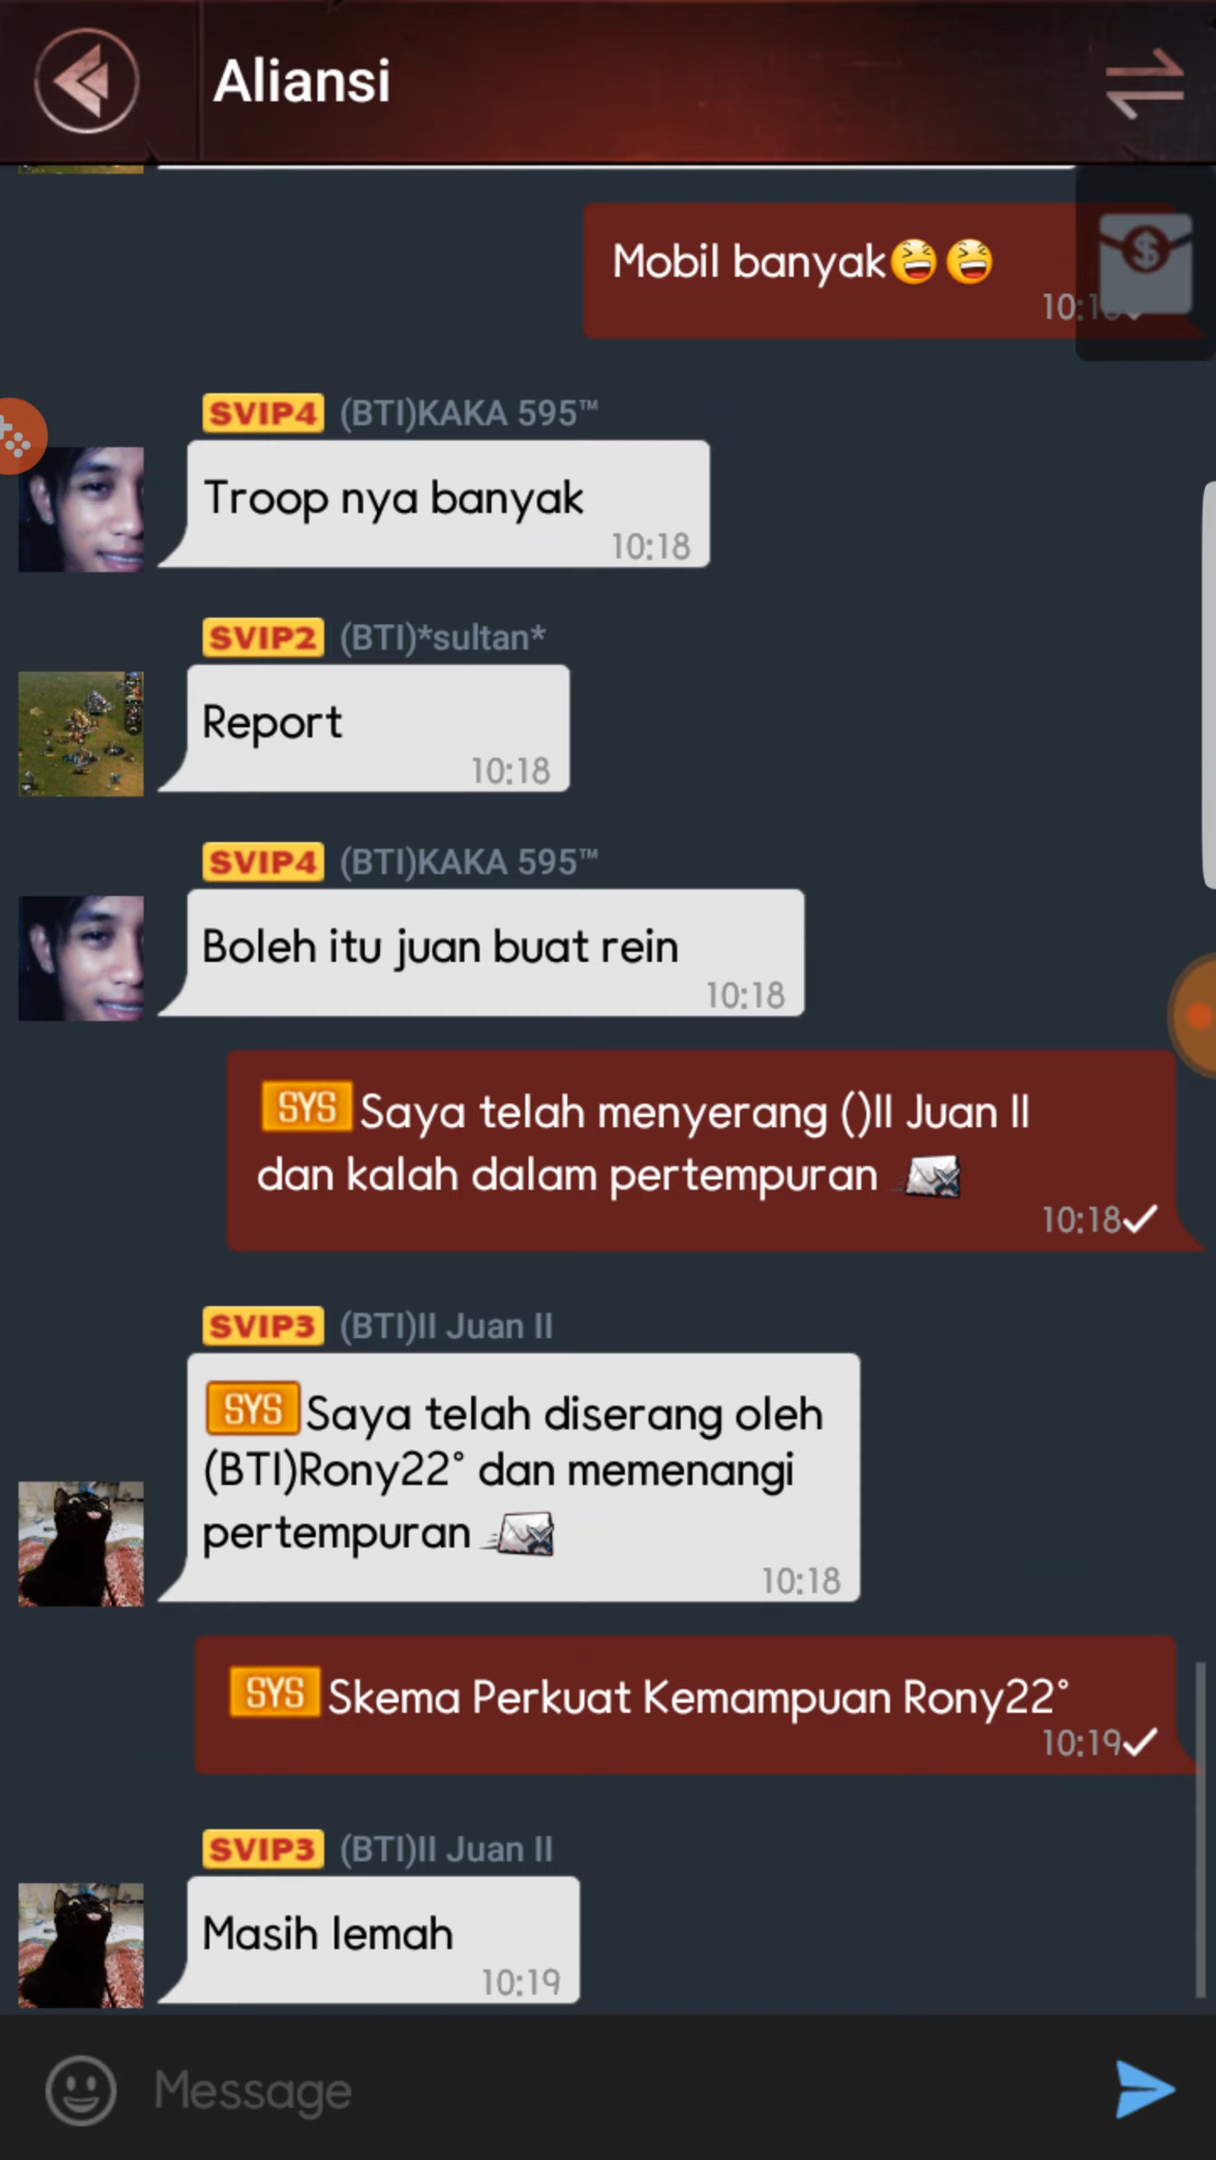 Aliansi
Mobil banyak😆😆
10:1
SVIP4 (BTI)KAKA 595™
Troop nya banyak
10:18
SVIP2 (BTI)*sultan*
Report
10:18
SVIP4 (BTI)KAKA 595™
Boleh itu juan buat rein
10:18
SYS Saya telah menyerang ()II Juan II
dan kalah dalam pertempuran
10:18
SVIP3 (BTI)II Juan II
SYS Saya telah diserang oleh
(BTI)Rony22° dan memenangi
pertempuran
10:18
SYS Skema Perkuat Kemampuan Rony22°
10:19
SVIP3 (BTI)II Juan II
Masih lemah
10:19
Message